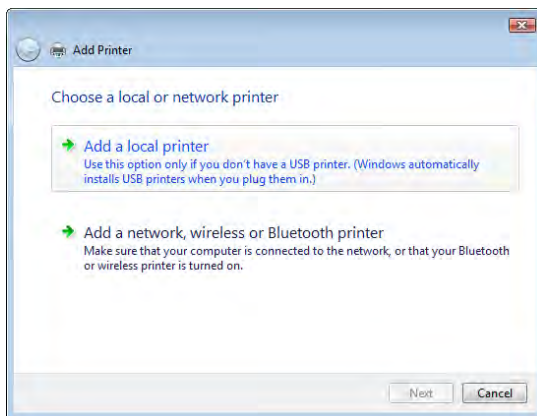 Add Printer
Choose a local or network printer
Add a local printer
Use this option only if you don't have a USB printer. (Windows automatically
installs USB printers when you plug them in.)
Add a network, wireless or Bluetooth printer
Make sure that your computer is connected to the network, or that your Bluetooth
or wireless printer is turned on.
Next Cancel